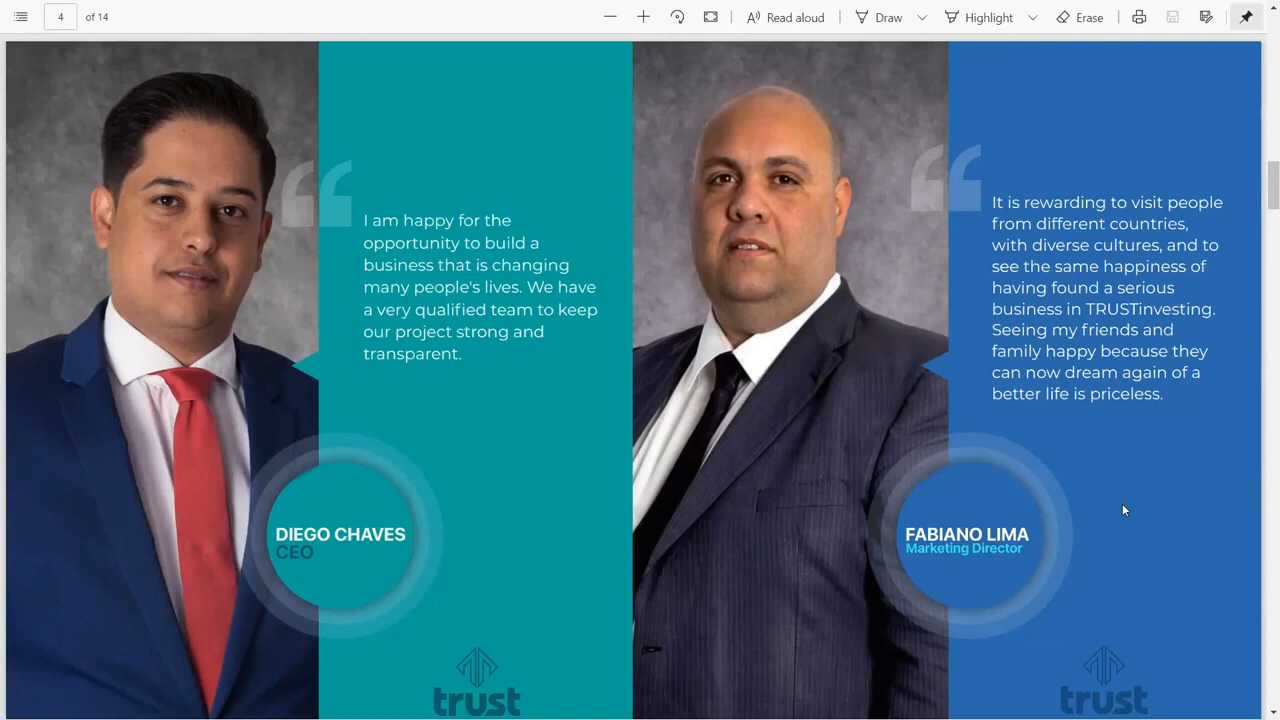 4
of 14
Read aloud
Draw
Highlight
Erase
I am happy for the
opportunity to build a
business that is changing
many people's lives. We have
a very qualified team to keep
our project strong and
transparent.
DIEGO CHAVES
CEO
trust
It is rewarding to visit people
from different countries,
with diverse cultures, and to
see the same happiness of
having found a serious
business in TRUSTinvesting.
Seeing my friends and
family happy because they
can now dream again of a
better life is priceless.
FABIANO LIMA
Marketing Director
trust